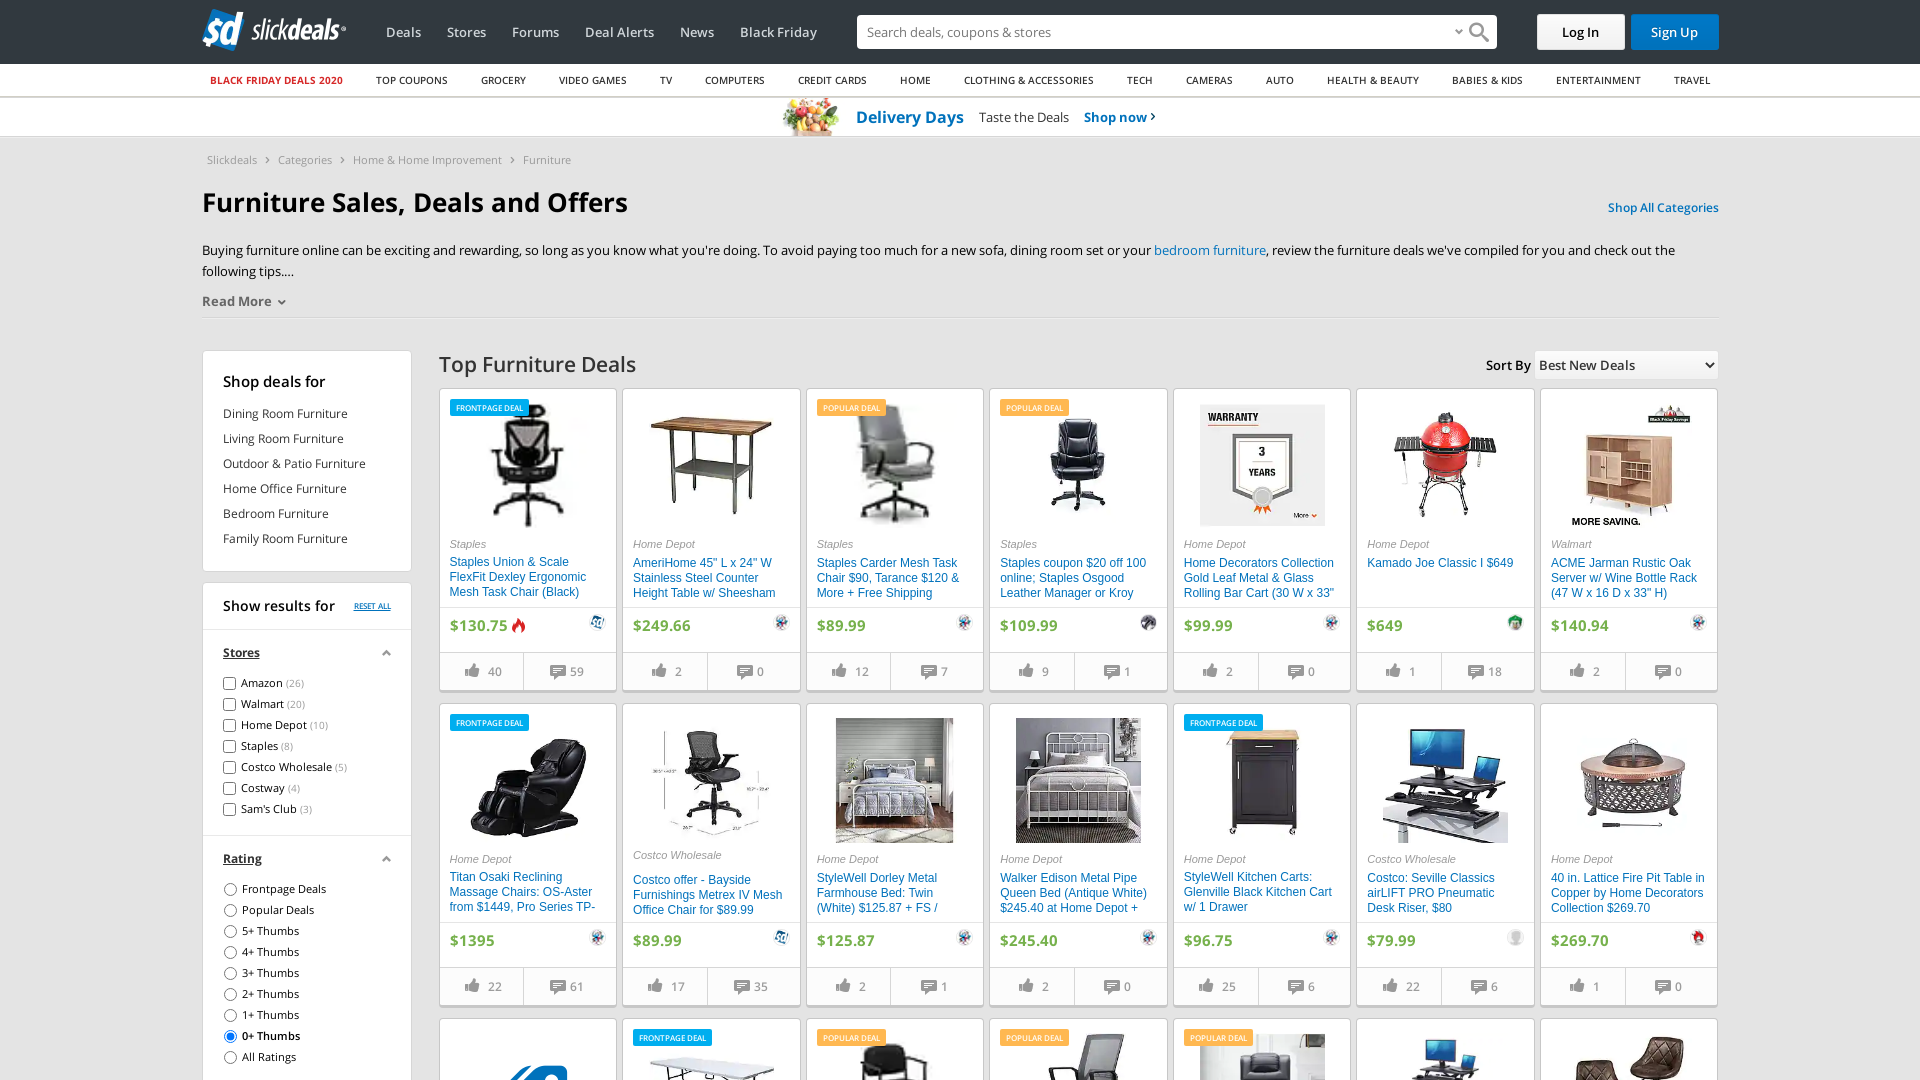 sd slickdeals
Deals
Stores
Forums
Deal Alerts
News
Black Friday
Search deals, coupons & stores
Log In
Sign Up
BLACK FRIDAY DEALS 2020
TOP COUPONS
GROCERY
VIDEO GAMES
TV
COMPUTERS
CREDIT CARDS
HOME
CLOTHING & ACCESSORIES
TECH
CAMERAS
AUTO
HEALTH & BEAUTY
BABIES & KIDS
ENTERTAINMENT
TRAVEL
Delivery Days Taste the Deals Shop now
Slickdeals > Categories > Home & Home Improvement > Furniture
Furniture Sales, Deals and Offers
Shop All Categories
Buying furniture online can be exciting and rewarding, so long as you know what you're doing. To avoid paying too much for a new sofa, dining room set or your bedroom furniture, review the furniture deals we've compiled for you and check out the
following tips....
Read More
Shop deals for
Dining Room Furniture
Living Room Furniture
Outdoor & Patio Furniture
Home Office Furniture
Bedroom Furniture
Family Room Furniture
Show results for
RESET ALL
Stores
Amazon (26)
Walmart (20)
Home Depot (10)
Staples (8)
Costco Wholesale (5)
Costway (4)
Sam's Club (3)
Rating
Frontpage Deals
Popular Deals
5+ Thumbs
4+ Thumbs
3+ Thumbs
2+ Thumbs
1+ Thumbs
0+ Thumbs
All Ratings
Top Furniture Deals
Sort By Best New Deals
FRONTPAGE DEAL
Staples
Staples Union & Scale
FlexFit Dexley Ergonomic
Mesh Task Chair (Black)
$130.75
40
59
Home Depot
AmeriHome 45" L x 24" W
Stainless Steel Counter
Height Table w/ Sheesham
$249.66
2
0
POPULAR DEAL
Staples
Staples Carder Mesh Task
Chair $90, Tarance $120 &
More + Free Shipping
$89.99
12
7
POPULAR DEAL
Staples
Staples coupon $20 off 100
online; Staples Osgood
Leather Manager or Kroy
$109.99
9
1
WARRANTY
3
YEARS
More
Home Depot
Home Decorators Collection
Gold Leaf Metal & Glass
Rolling Bar Cart (30 W x 33"
$99.99
2
0
Home Depot
Kamado Joe Classic I $649
$649
1
18
MORE SAVING.
Walmart
ACME Jarman Rustic Oak
Server w/ Wine Bottle Rack
(47 W x 16 D x 33" H)
$140.94
2
0
FRONTPAGE DEAL
Home Depot
Titan Osaki Reclining
Massage Chairs: OS-Aster
from $1449, Pro Series TP-
$1395
22
61
Costco Wholesale
Costco offer - Bayside
Furnishings Metrex IV Mesh
Office Chair for $89.99
$89.99
17
35
Home Depot
StyleWell Dorley Metal
Farmhouse Bed: Twin
(White) $125.87 + FS /
$125.87
2
1
Home Depot
Walker Edison Metal Pipe
Queen Bed (Antique White)
$245.40 at Home Depot +
$245.40
2
0
FRONTPAGE DEAL
Home Depot
StyleWell Kitchen Carts:
Glenville Black Kitchen Cart
w/ 1 Drawer
$96.75
25
6
Costco Wholesale
Costco: Seville Classics
airLIFT PRO Pneumatic
Desk Riser, $80
$79.99
22
6
Home Depot
40 in. Lattice Fire Pit Table in
Copper by Home Decorators
Collection $269.70
$269.70
1
0
FRONTPAGE DEAL
POPULAR DEAL
POPULAR DEAL
POPULAR DEAL